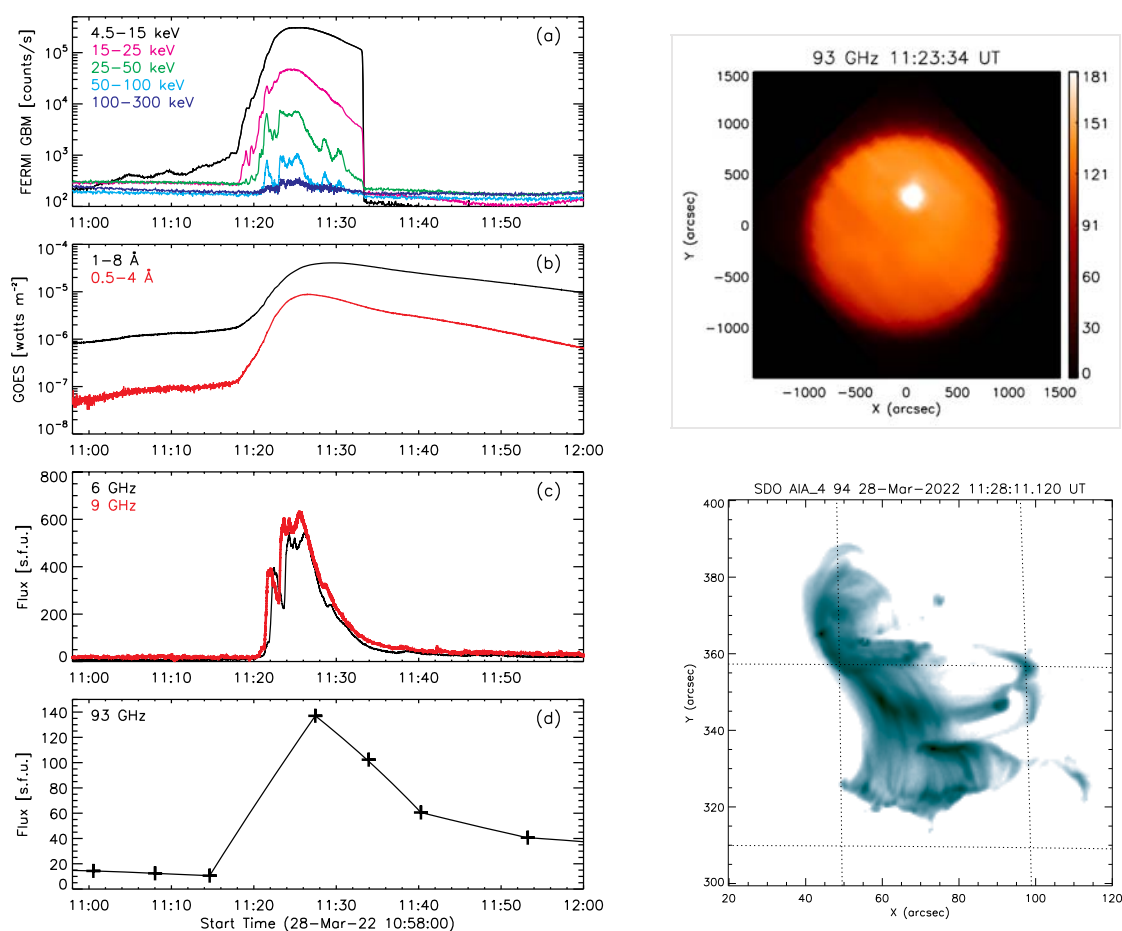 4.5−15 keV
15−25 keV
25−50 keV
50−100 keV
100−300 keV
(a)
FERMI GBM [counts/s]
10^5
10^4
10^3
10^2
11:00 11:10 11:20 11:30 11:40 11:50
1−8 Å
0.5−4 Å
(b)
GOES [watts m^-2]
10^-4
10^-5
10^-6
10^-7
10^-8
11:00 11:10 11:20 11:30 11:40 11:50 12:00
6 GHz
9 GHz
(c)
Flux [s.f.u.]
800
600
400
200
0
11:00 11:10 11:20 11:30 11:40 11:50
93 GHz
(d)
Flux [s.f.u.]
140
120
100
80
60
40
20
0
11:00 11:10 11:20 11:30 11:40 11:50 12:00
Start Time (28−Mar−22 10:58:00)
93 GHz 11:23:34 UT
1500
1000
500
0
−500
−1000
Y (arcsec)
−1000 −500 0 500 1000 1500
X (arcsec)
181
151
121
91
60
30
0
SDO AIA_4 94 28−Mar−2022 11:28:11.120 UT
400
380
360
340
320
300
Y (arcsec)
20 40 60 80 100 120
X (arcsec)